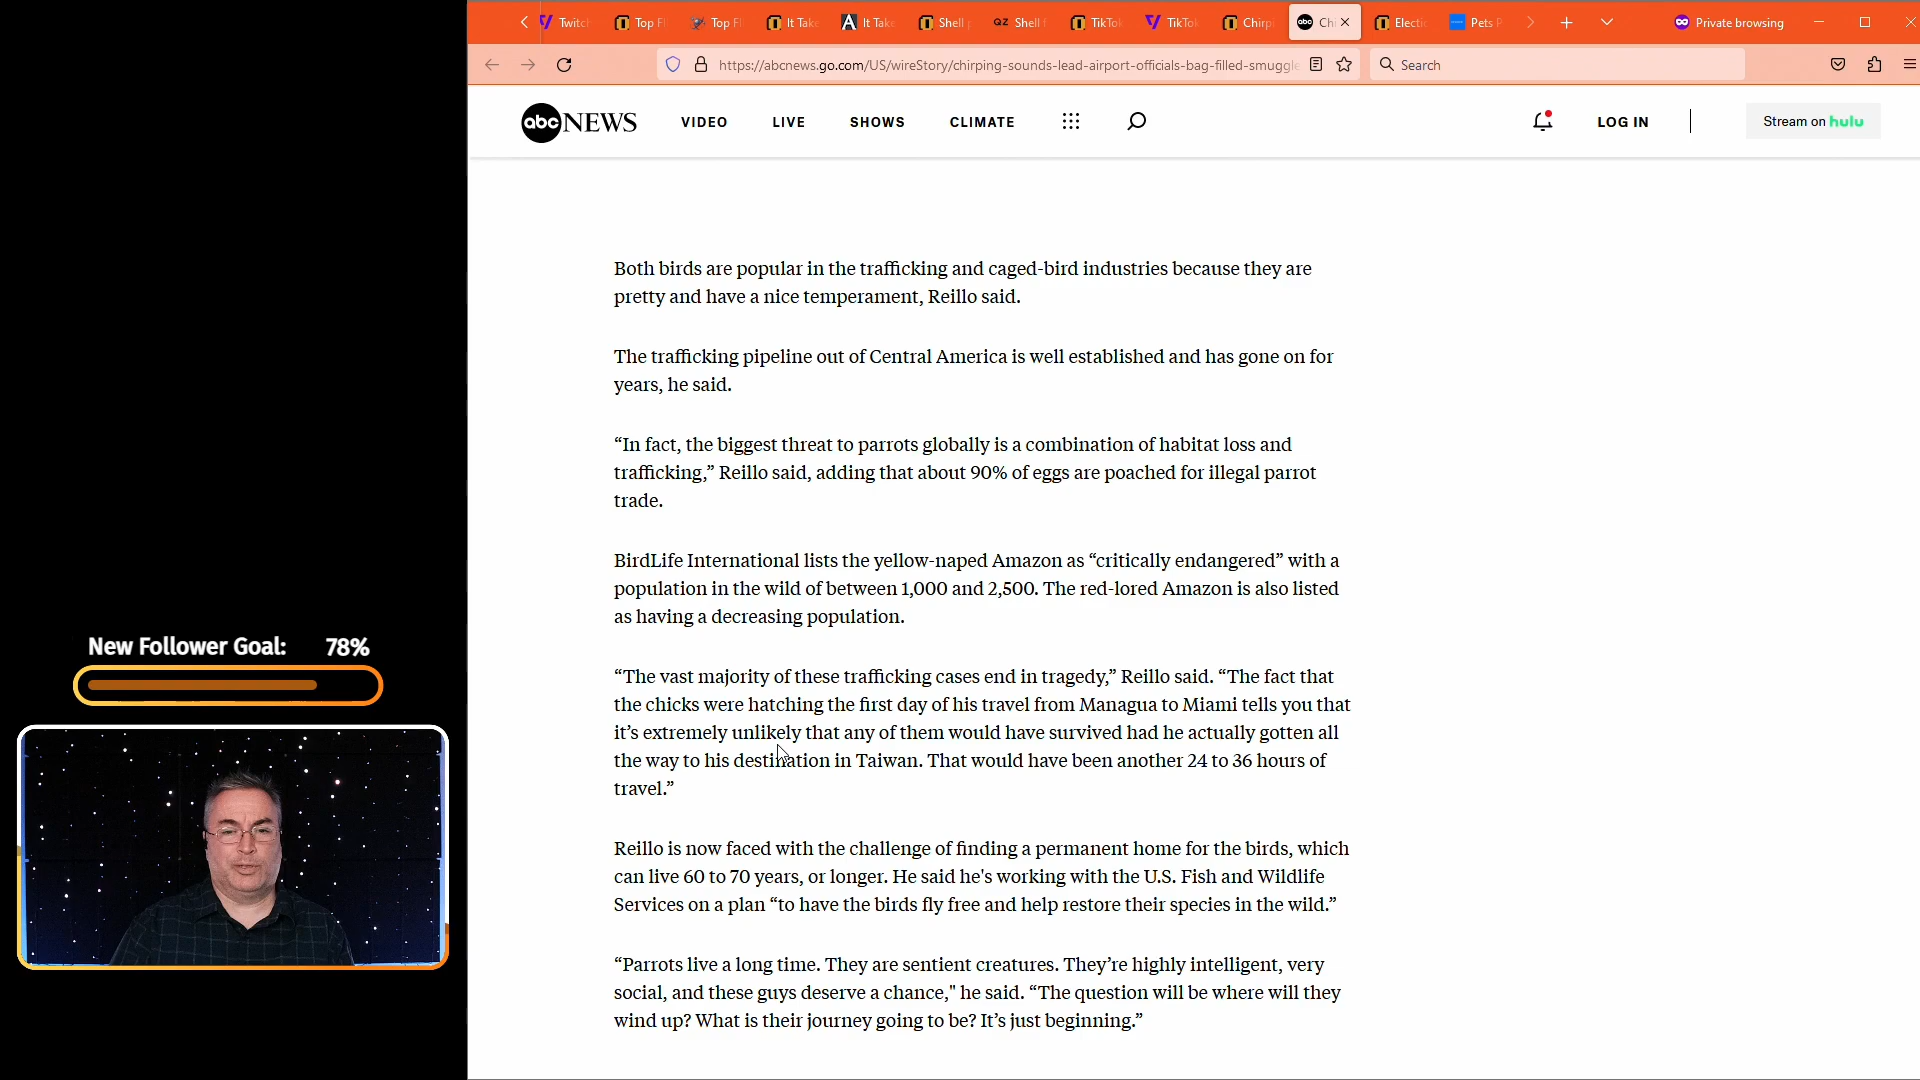 Twitch
Top Fi
Top Fi
It Take
It Take
Shell
QZ Shell
TikTo
TikTo
Chirp
abc Chi
Electi
Pets P
Private browsing
https://abcnews.go.com/US/wireStory/chirping-sounds-lead-airport-officials-bag-filled-smuggle
Search
abc NEWS
VIDEO
LIVE
SHOWS
CLIMATE
LOG IN
Stream on hulu
Both birds are popular in the trafficking and caged-bird industries because they are
pretty and have a nice temperament, Reillo said.
The trafficking pipeline out of Central America is well established and has gone on for
years, he said.
“In fact, the biggest threat to parrots globally is a combination of habitat loss and
trafficking,” Reillo said, adding that about 90% of eggs are poached for illegal parrot
trade.
BirdLife International lists the yellow-naped Amazon as “critically endangered” with a
population in the wild of between 1,000 and 2,500. The red-lored Amazon is also listed
as having a decreasing population.
“The vast majority of these trafficking cases end in tragedy,” Reillo said. “The fact that
the chicks were hatching the first day of his travel from Managua to Miami tells you that
it’s extremely unlikely that any of them would have survived had he actually gotten all
the way to his destination in Taiwan. That would have been another 24 to 36 hours of
travel.”
Reillo is now faced with the challenge of finding a permanent home for the birds, which
can live 60 to 70 years, or longer. He said he's working with the U.S. Fish and Wildlife
Services on a plan “to have the birds fly free and help restore their species in the wild.”
“Parrots live a long time. They are sentient creatures. They’re highly intelligent, very
social, and these guys deserve a chance," he said. “The question will be where will they
wind up? What is their journey going to be? It’s just beginning.”
New Follower Goal: 78%